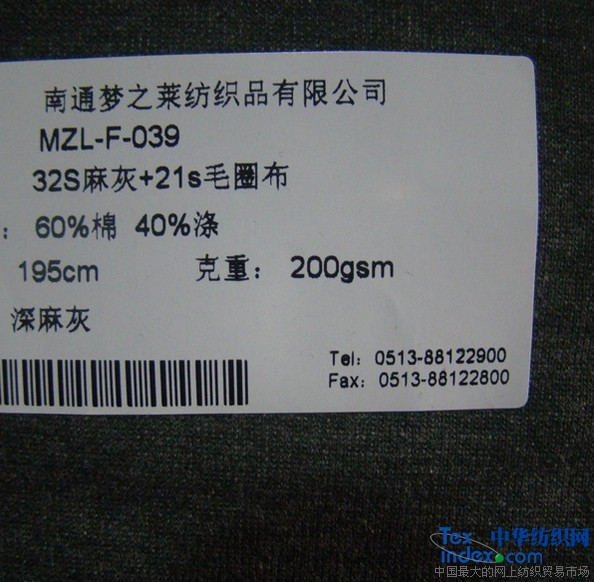 南通梦之莱纺织品有限公司
MZL-F-039
32S麻灰+21s毛圈布
: 60%棉 40%涤
195cm 克重: 200gsm
深麻灰
Tel: 0513-88122900
Fax: 0513-88122800
Tex 中华纺织网
index.com
中国最大的网上纺织贸易市场